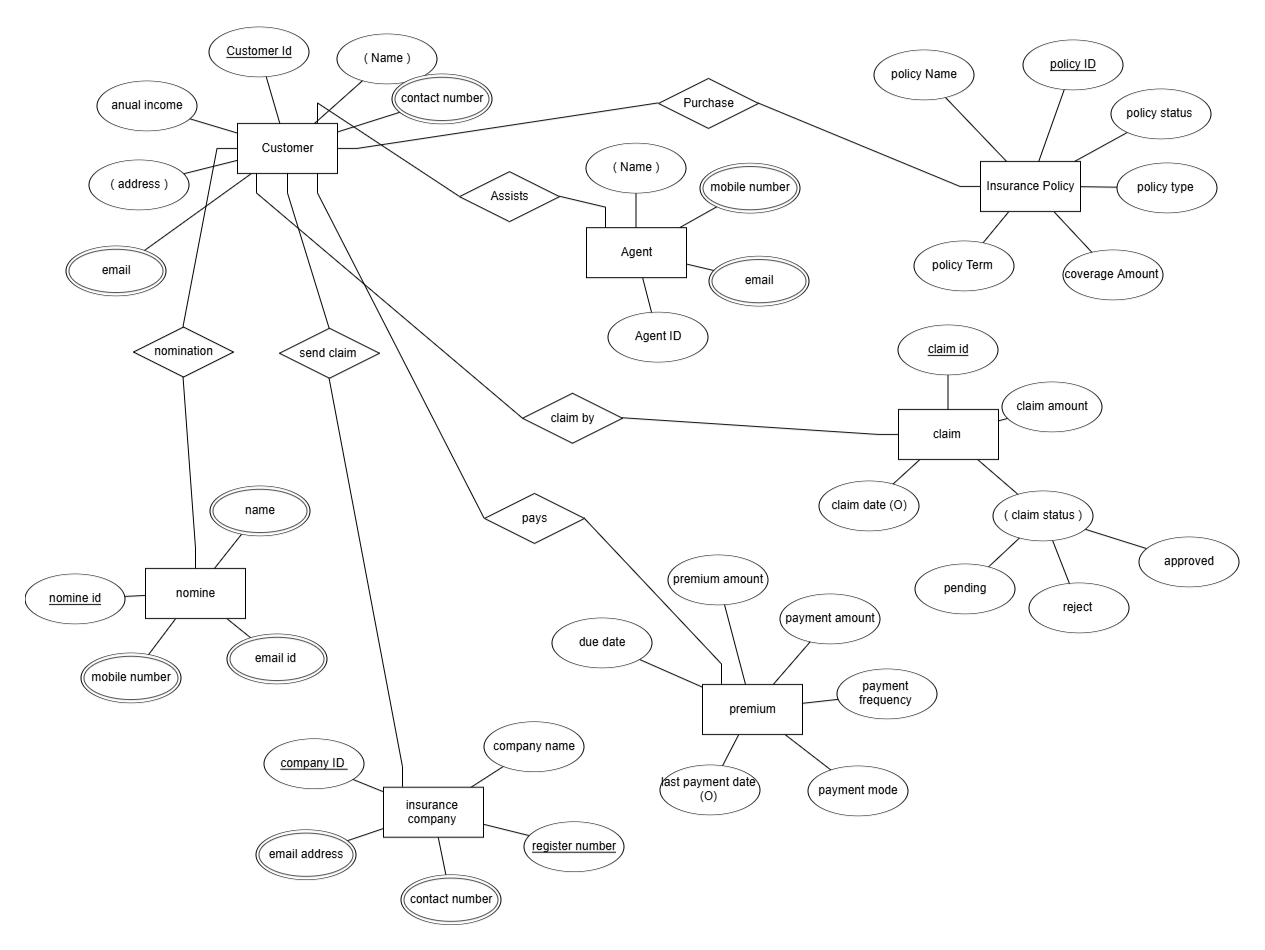 Customer Id
( Name )
anual income
contact number
Customer
( address )
email
Purchase
policy Name
policy ID
policy status
Insurance Policy
policy type
policy Term
coverage Amount
Assists
( Name )
mobile number
Agent
email
Agent ID
nomination
send claim
claim by
claim id
claim amount
claim
claim date (O)
( claim status )
pending
reject
approved
pays
name
nomine id
nomine
mobile number
email id
premium amount
due date
payment amount
premium
payment
frequency
last payment date
(O)
payment mode
company ID
company name
insurance
company
email address
register number
contact number